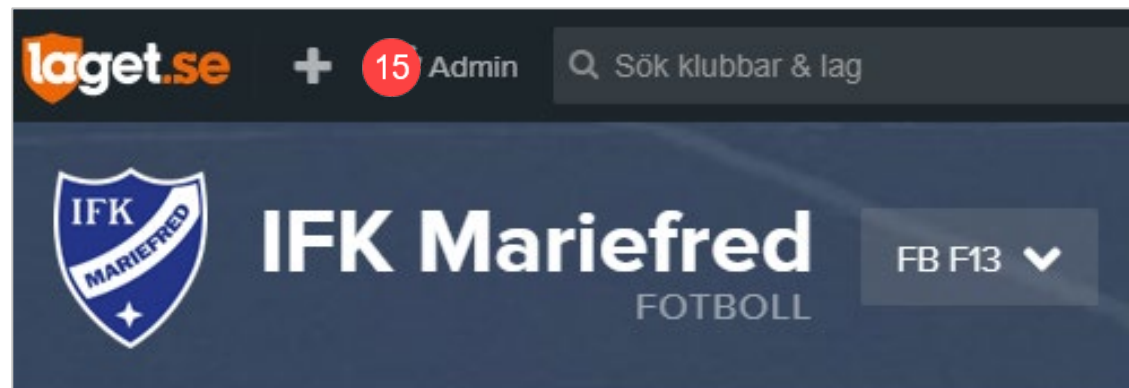 laget.se + 15 Admin Sök klubbar & lag
IFK
MARIEFRED
IFK Mariefred
FOTBOLL
FB F13